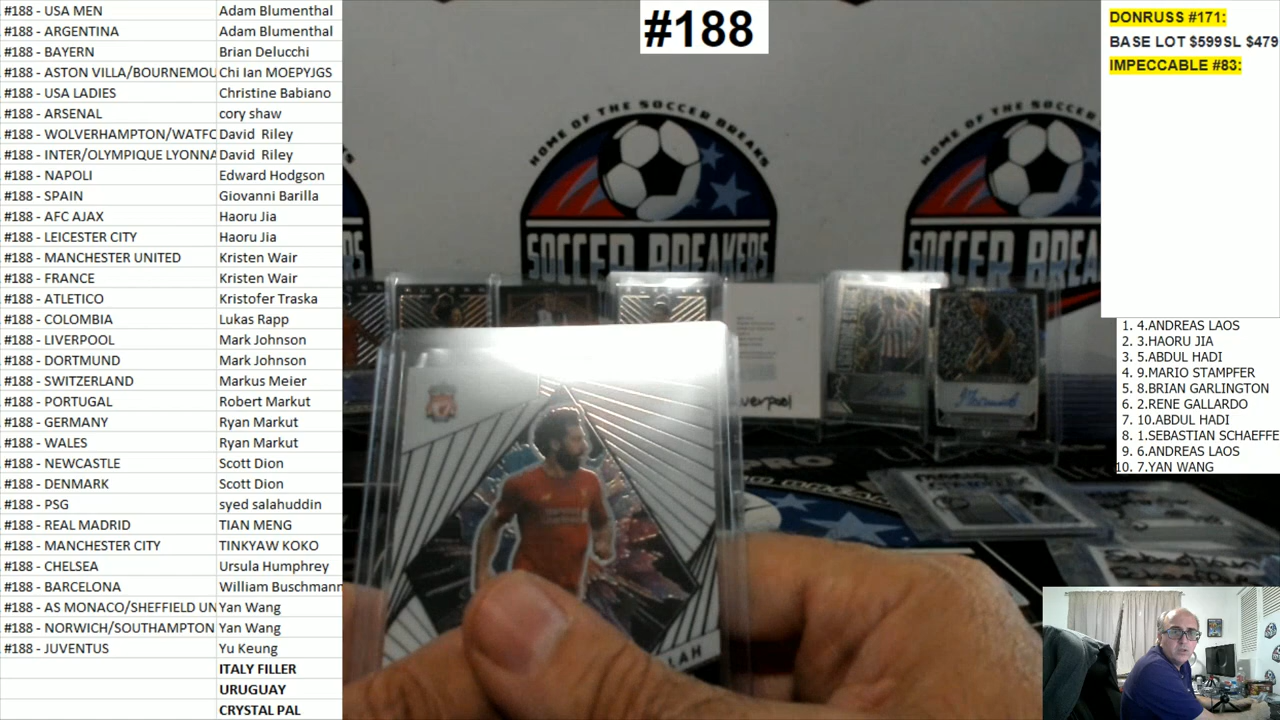 #188 - USA MEN Adam Blumenthal
#188 - ARGENTINA Adam Blumenthal
#188 - BAYERN Brian Delucchi
#188 - ASTON VILLA/BOURNEMOU Chi Ian MOEPYJGS
#188 - USA LADIES Christine Babiano
#188 - ARSENAL cory shaw
#188 - WOLVERHAMPTON/WATFC David Riley
#188 - INTER/OLYMPIQUE LYONNA David Riley
#188 - NAPOLI Edward Hodgson
#188 - SPAIN Giovanni Barilla
#188 - AFC AJAX Haoru Jia
#188 - LEICESTER CITY Haoru Jia
#188 - MANCHESTER UNITED Kristen Wair
#188 - FRANCE Kristen Wair
#188 - ATLETICO Kristofer Traska
#188 - COLOMBIA Lukas Rapp
#188 - LIVERPOOL Mark Johnson
#188 - DORTMUND Mark Johnson
#188 - SWITZERLAND Markus Meier
#188 - PORTUGAL Robert Markut
#188 - GERMANY Ryan Markut
#188 - WALES Ryan Markut
#188 - NEWCASTLE Scott Dion
#188 - DENMARK Scott Dion
#188 - PSG syed salahuddin
#188 - REAL MADRID TIAN MENG
#188 - MANCHESTER CITY TINKYAW KOKO
#188 - CHELSEA Ursula Humphrey
#188 - BARCELONA William Buschmann
#188 - AS MONACO/SHEFFIELD UN Yan Wang
#188 - NORWICH/SOUTHAMPTON Yan Wang
#188 - JUVENTUS Yu Keung
ITALY FILLER
URUGUAY
CRYSTAL PAL
#188
HOME OF THE SOCCER BREAKS
SOCCER BREAKERS
HOME OF THE SOCCER BREAKS
SOCCER BREA
verpool
LAH
DONRUSS #171:
BASE LOT $599SL $479
IMPECCABLE #83:
1. 4.ANDREAS LAOS
2. 3.HAORU JIA
3. 5.ABDUL HADI
4. 9.MARIO STAMPFER
5. 8.BRIAN GARLINGTON
6. 2.RENE GALLARDO
7. 10.ABDUL HADI
8. 1.SEBASTIAN SCHAEFFE
9. 6.ANDREAS LAOS
10. 7.YAN WANG